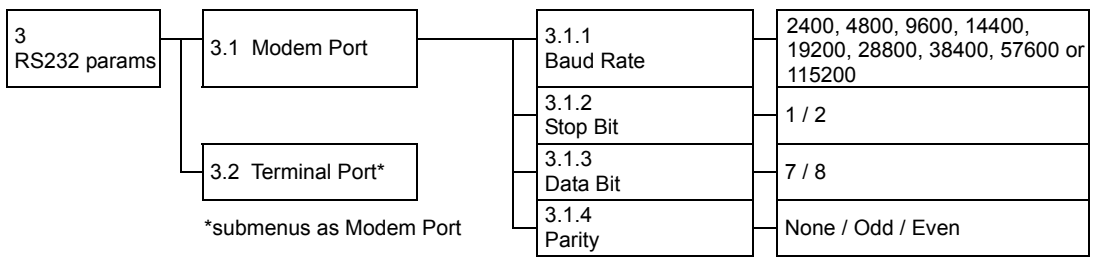 3
RS232 params
3.1 Modem Port
3.1.1
Baud Rate
2400, 4800, 9600, 14400,
19200, 28800, 38400, 57600 or
115200
3.1.2
Stop Bit
1 / 2
3.2 Terminal Port*
3.1.3
Data Bit
7 / 8
*submenus as Modem Port
3.1.4
Parity
None / Odd / Even